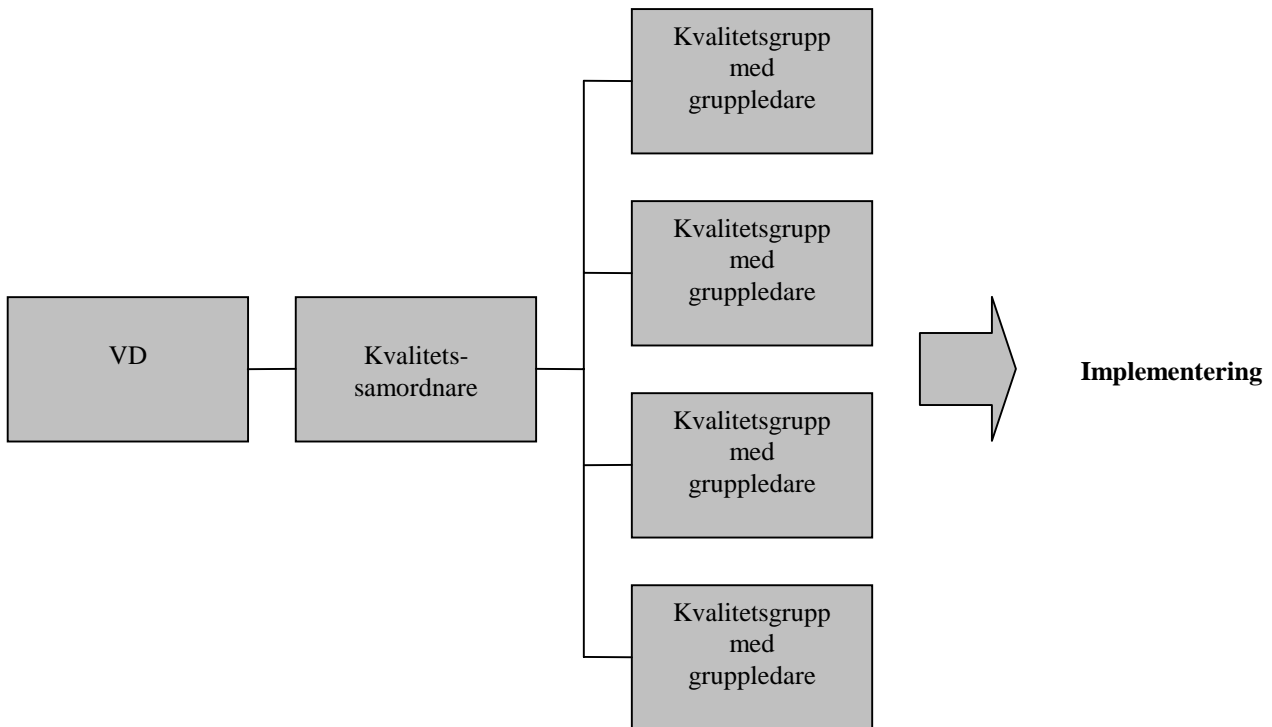 VD
Kvalitets-
samordnare
Kvalitetsgrupp
med
gruppledare
Kvalitetsgrupp
med
gruppledare
Kvalitetsgrupp
med
gruppledare
Kvalitetsgrupp
med
gruppledare
Implementering